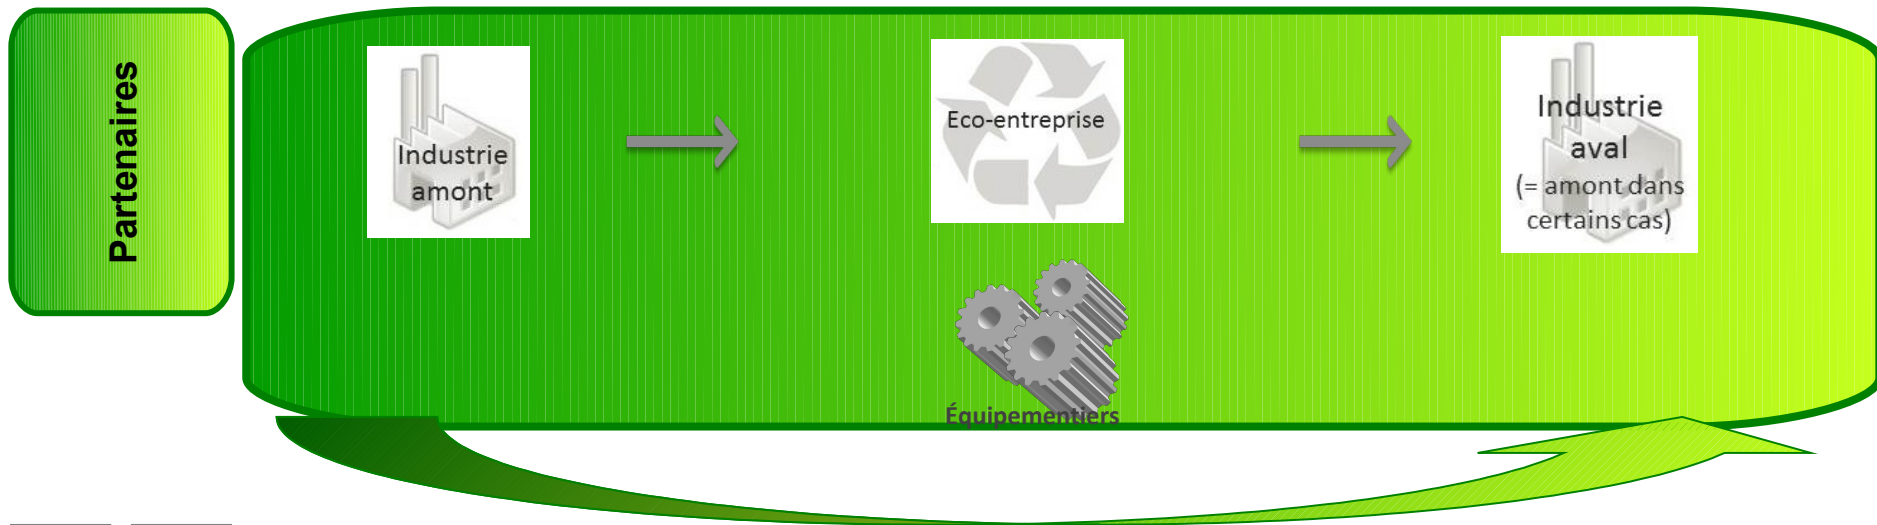 Partenaires
Industrie
amont
Eco-entreprise
Industrie
aval
(= amont dans
certains cas)
Équipementiers